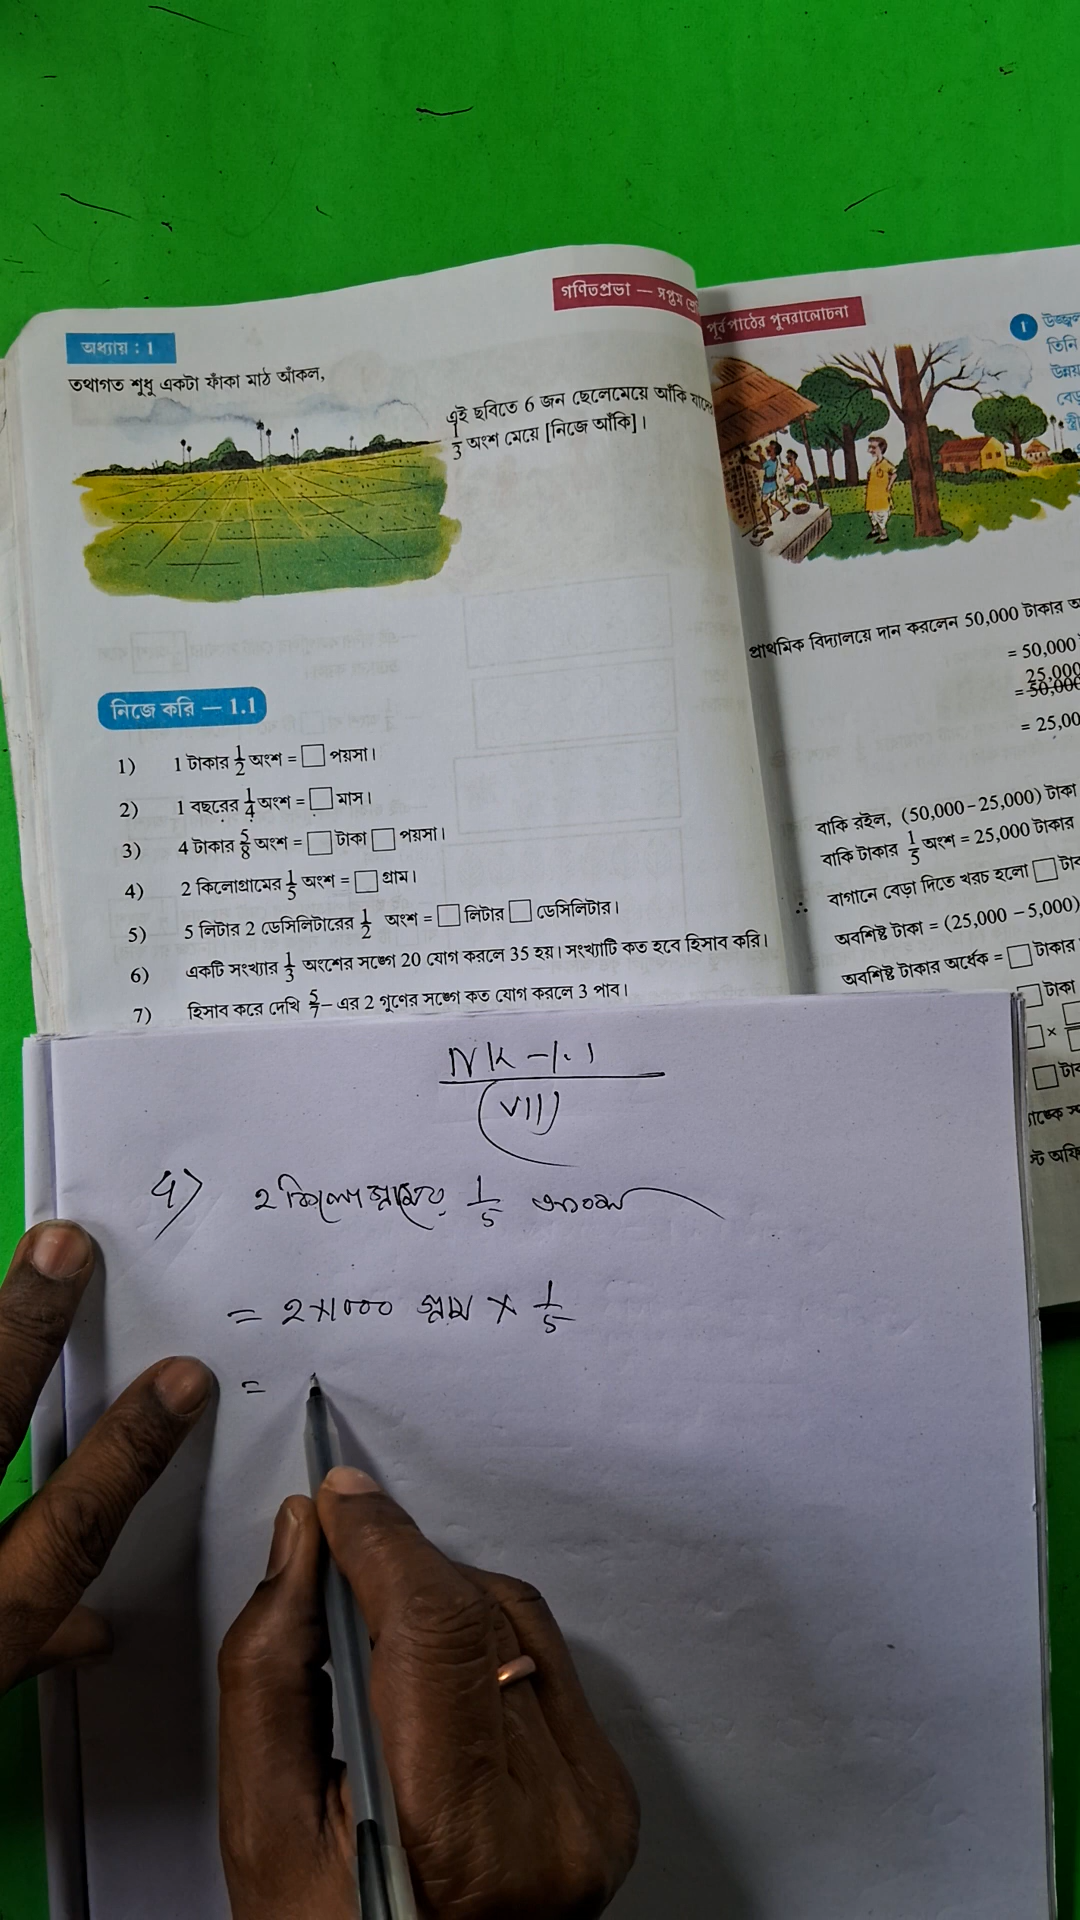 গণিতপ্রভা — সপ্তম
অধ্যায় : 1
তথাগত শুধু একটা ফাঁকা মাঠ আঁকল,
এই ছবিতে 6 জন ছেলেমেয়ে আঁকি
1/3 অংশ মেয়ে [নিজে আঁকি]।
নিজে করি — 1.1
1) 1 টাকার 1/2 অংশ = □ পয়সা।
2) 1 বছরের 1/4 অংশ = □ মাস।
3) 4 টাকার 5/8 অংশ = □ টাকা □ পয়সা।
4) 2 কিলোগ্রামের 1/5 অংশ = □ গ্রাম।
5) 5 লিটার 2 ডেসিলিটারের 1/2 অংশ = □ লিটার □ ডেসিলিটার।
6) একটি সংখ্যার 1/3 অংশের সঙ্গে 20 যোগ করলে 35 হয়। সংখ্যাটি কত হবে হিসাব করি।
7) হিসাব করে দেখি 5/7 – এর 2 গুণের সঙ্গে কত যোগ করলে 3 পাব।
পূর্বপাঠের পুনরালোচনা
1
তিনি
প্রাথমিক বিদ্যালয়ে দান করলেন 50,000 টাকার
= 50,000
25,000
= 50,000
= 25,00
বাকি রইল, (50,000 – 25,000) টাকা
বাকি টাকার 1/5 অংশ = 25,000 টাকার
∴ বাগানে বেড়া দিতে খরচ হলো □
অবশিষ্ট টাকা = (25,000 – 5,000)
অবশিষ্ট টাকার অর্ধেক = □ টাকার
□ টাকা
□ ×
□
NK – 1.1
(VII)
4) 2 কিলোগ্রামের 1/5 অংশ
= 2×1000 গ্রাম × 1/5
=